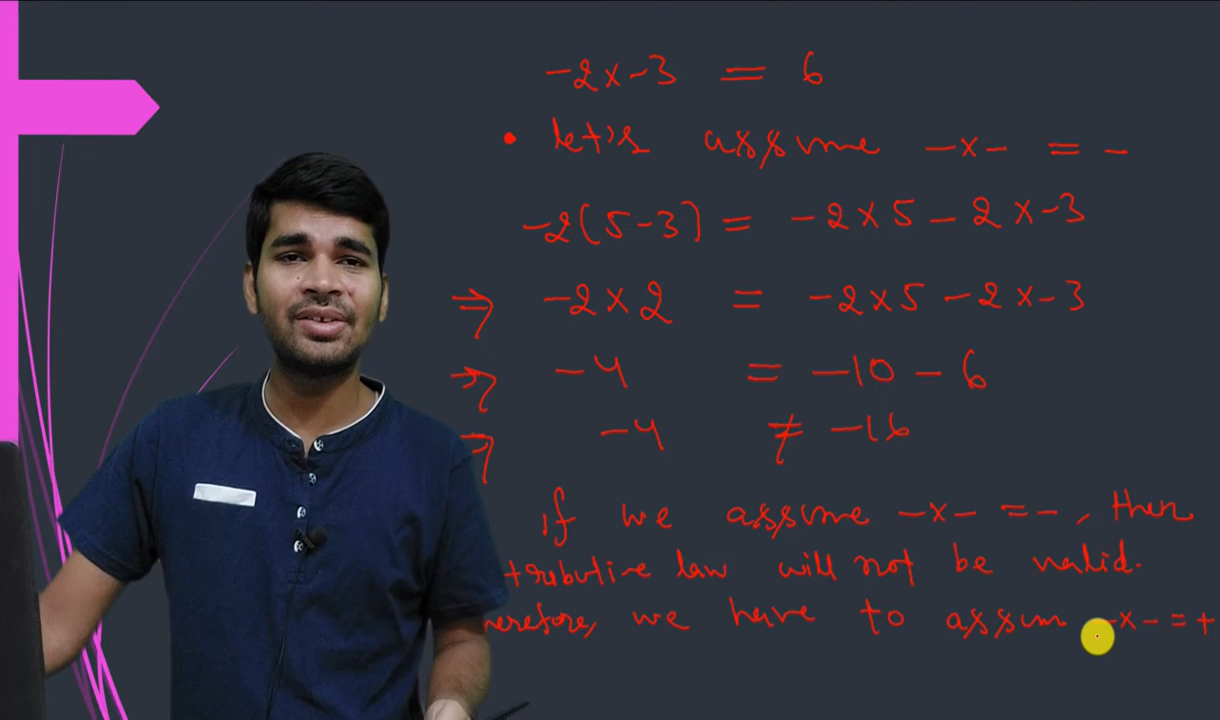 -2x-3 = 6
• let's assume -x- = -
-2(5-3) = -2x5-2x-3
⇒ -2x2 = -2x5-2x-3
⇒ -4 = -10-6
⇒ -4 ≠ -16
if we assume -x- = -, then
tributive law will not be valid.
herefore, we have to assum -x- = +